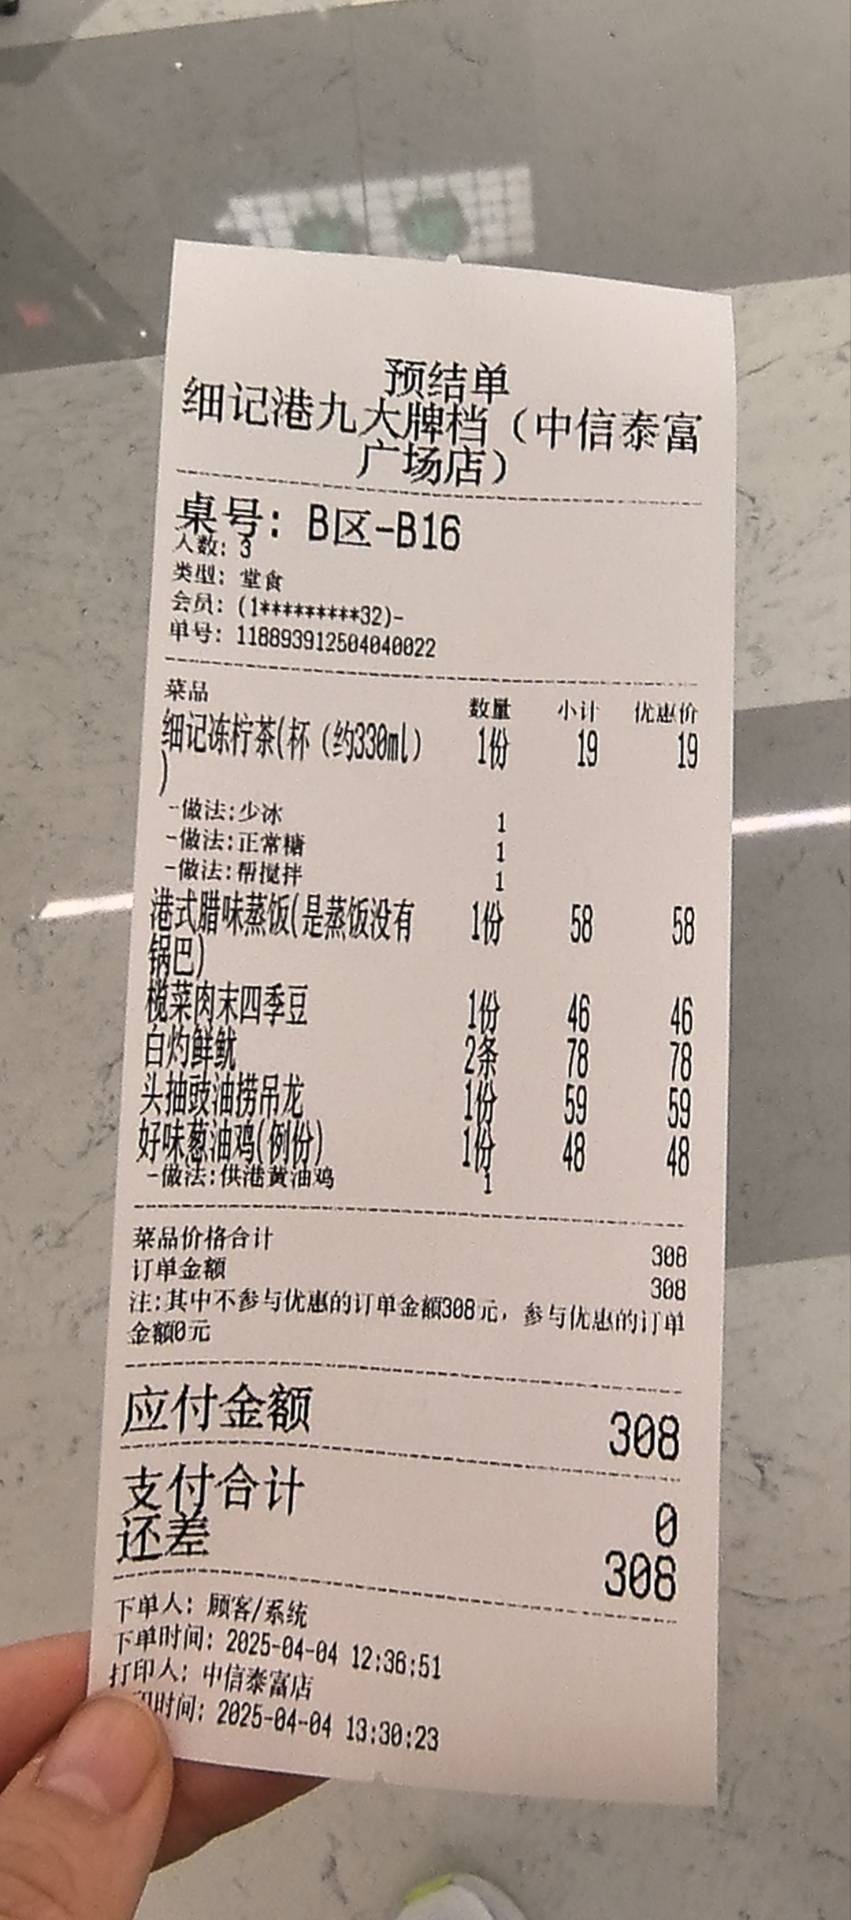 预结单
细记港九大牌档（中信泰富
广场店）
桌号: B区-B16
人数: 3
类型: 堂食
会员: (1*********32)-
单号: 118893912504040022
菜品 数量 小计 优惠价
细记冻柠茶(杯（约330ml） 1份 19 19
)
-做法:少冰 1
-做法:正常糖 1
-做法:帮搅拌 1
港式腊味蒸饭(是蒸饭没有 1份 58 58
锅巴)
榄菜肉末四季豆 1份 46 46
白灼鲜鱿 2条 78 78
头抽豉油捞吊龙 1份 59 59
好味葱油鸡(例份) 1份 48 48
-做法:供港黄油鸡 1
菜品价格合计 308
订单金额 308
注:其中不参与优惠的订单金额308元，参与优惠的订单
金额0元
应付金额 308
支付合计 0
还差 308
下单人: 顾客/系统
下单时间: 2025-04-04 12:36:51
打印人: 中信泰富店
印时间: 2025-04-04 13:30:23